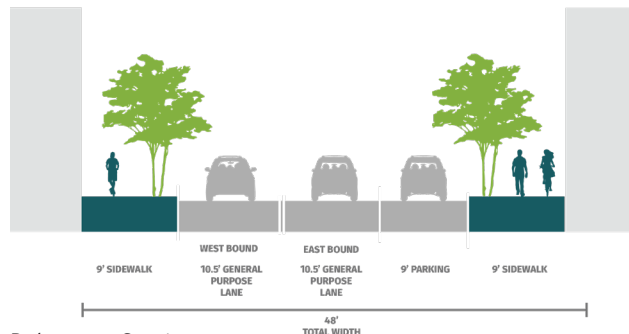 WEST BOUND
EAST BOUND
9' SIDEWALK
10.5' GENERAL
PURPOSE
LANE
10.5' GENERAL
PURPOSE
LANE
9' PARKING
9' SIDEWALK
48'
TOTAL WIDTH